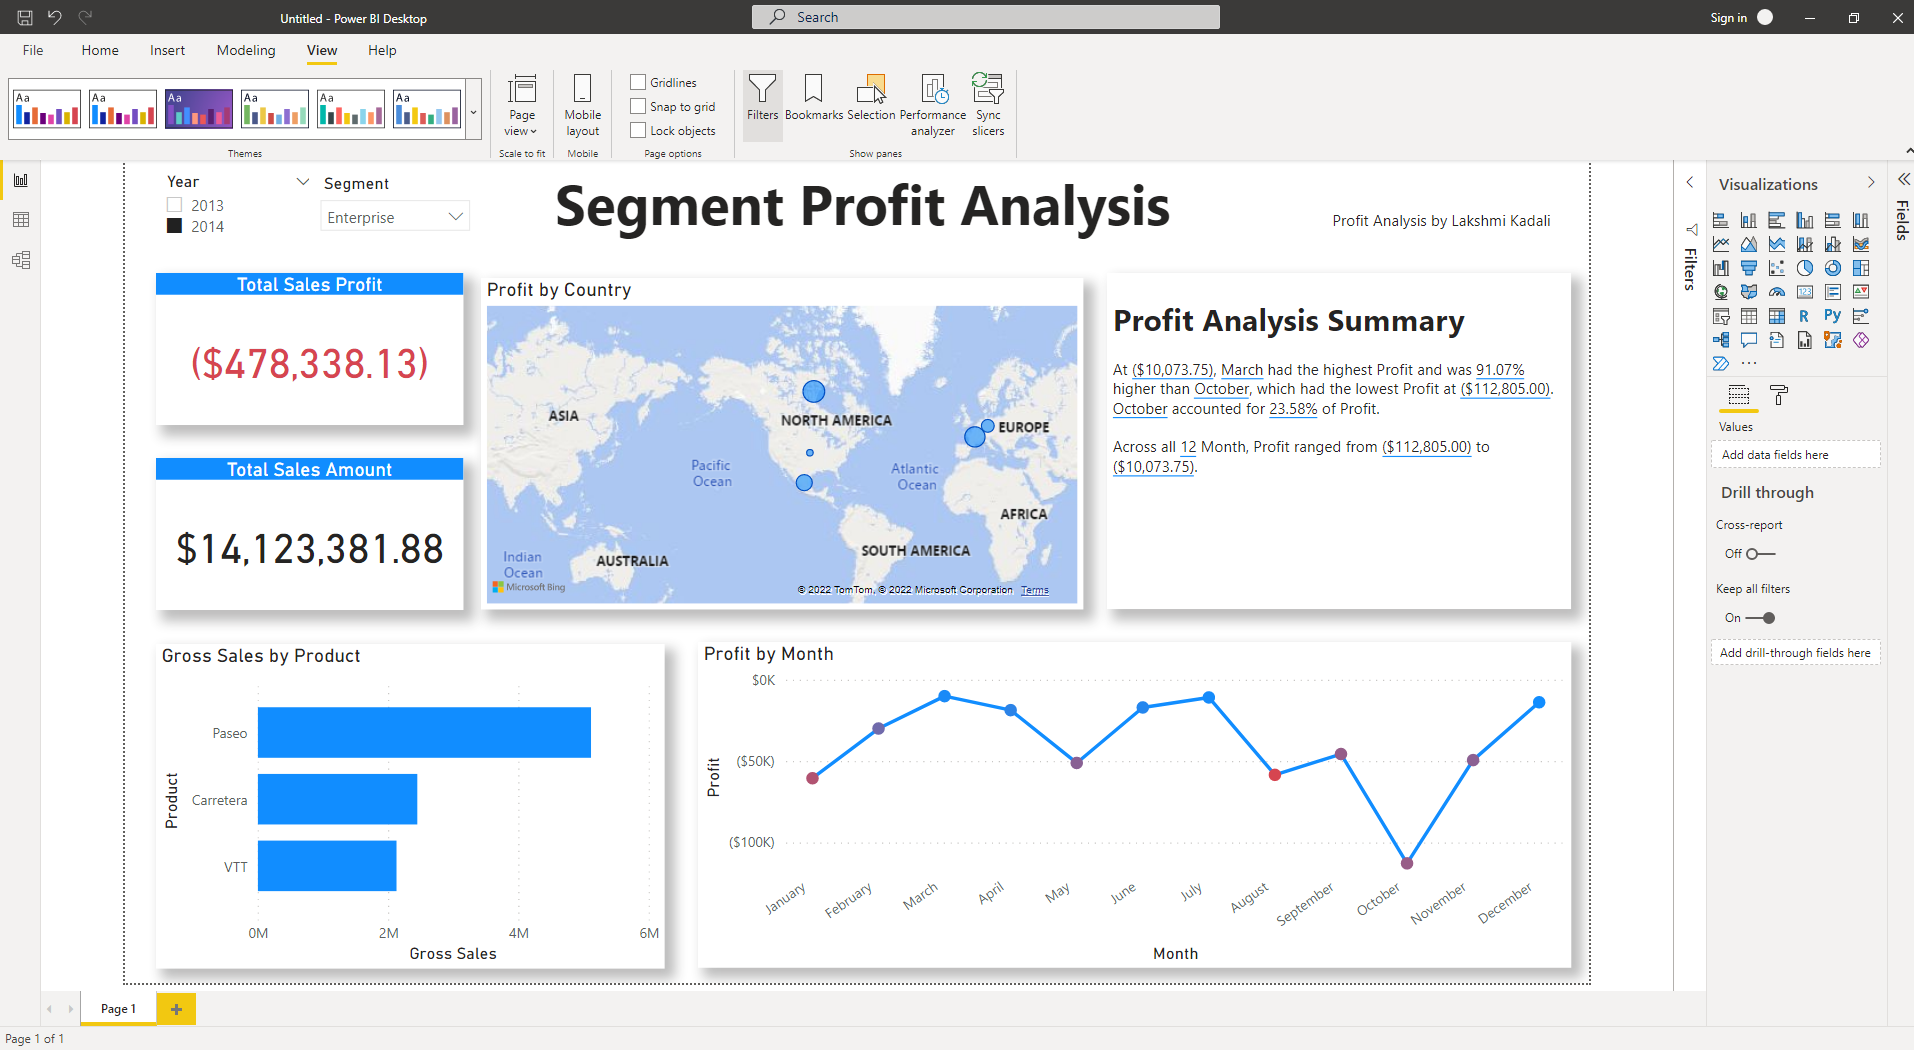 Untitled - Power BI Desktop
Search
Sign in
File Home Insert Modeling View Help
Aa Aa Aa Aa Aa Aa
Themes
Page view
Scale to fit
Mobile layout
Mobile
Gridlines
Snap to grid
Lock objects
Page options
Filters
Bookmarks
Selection
Performance analyzer
Sync slicers
Show panes
Year
2013
2014
Segment
Enterprise
Segment Profit Analysis
Profit Analysis by Lakshmi Kadali
Total Sales Profit
($478,338.13)
Total Sales Amount
$14,123,381.88
Profit by Country
ASIA
NORTH AMERICA
EUROPE
Pacific
Ocean
Atlantic
Ocean
AFRICA
SOUTH AMERICA
Indian
Ocean
AUSTRALIA
Microsoft Bing
© 2022 TomTom, © 2022 Microsoft Corporation Terms
Profit Analysis Summary
At ($10,073.75), March had the highest Profit and was 91.07%
higher than October, which had the lowest Profit at ($112,805.00).
October accounted for 23.58% of Profit.
Across all 12 Month, Profit ranged from ($112,805.00) to
($10,073.75).
Gross Sales by Product
Product
Paseo
Carretera
VTT
0M 2M 4M 6M
Gross Sales
Profit by Month
Profit
$0K
($50K)
($100K)
January February March April May June July August September October November December
Month
Filters
Visualizations
123
R Py
Values
Add data fields here
Drill through
Cross-report
Off
Keep all filters
On
Add drill-through fields here
Fields
Page 1
Page 1 of 1